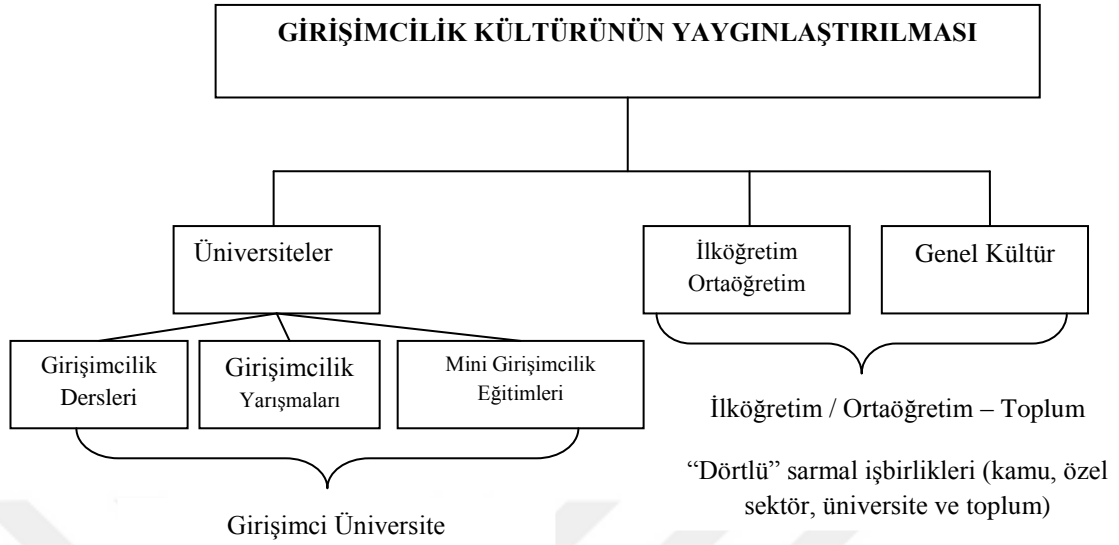 GİRİŞİMCİLİK KÜLTÜRÜNÜN YAYGINLAŞTIRILMASI
Üniversiteler
İlköğretim
Ortaöğretim
Genel Kültür
Girişimcilik
Dersleri
Girişimcilik
Yarışmaları
Mini Girişimcilik
Eğitimleri
İlköğretim / Ortaöğretim – Toplum
“Dörtlü” sarmal işbirlikleri (kamu, özel
sektör, üniversite ve toplum)
Girişimci Üniversite